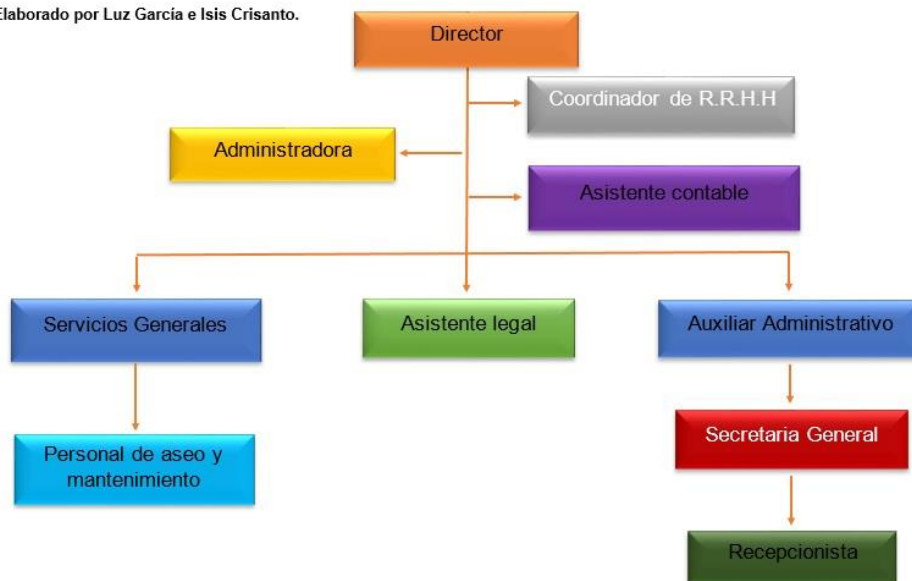 Elaborado por Luz García e Isis Crisanto.
Director
Coordinador de R.R.H.H
Administradora
Asistente contable
Servicios Generales
Asistente legal
Auxiliar Administrativo
Secretaria General
Personal de aseo y
mantenimiento
Recepcionista